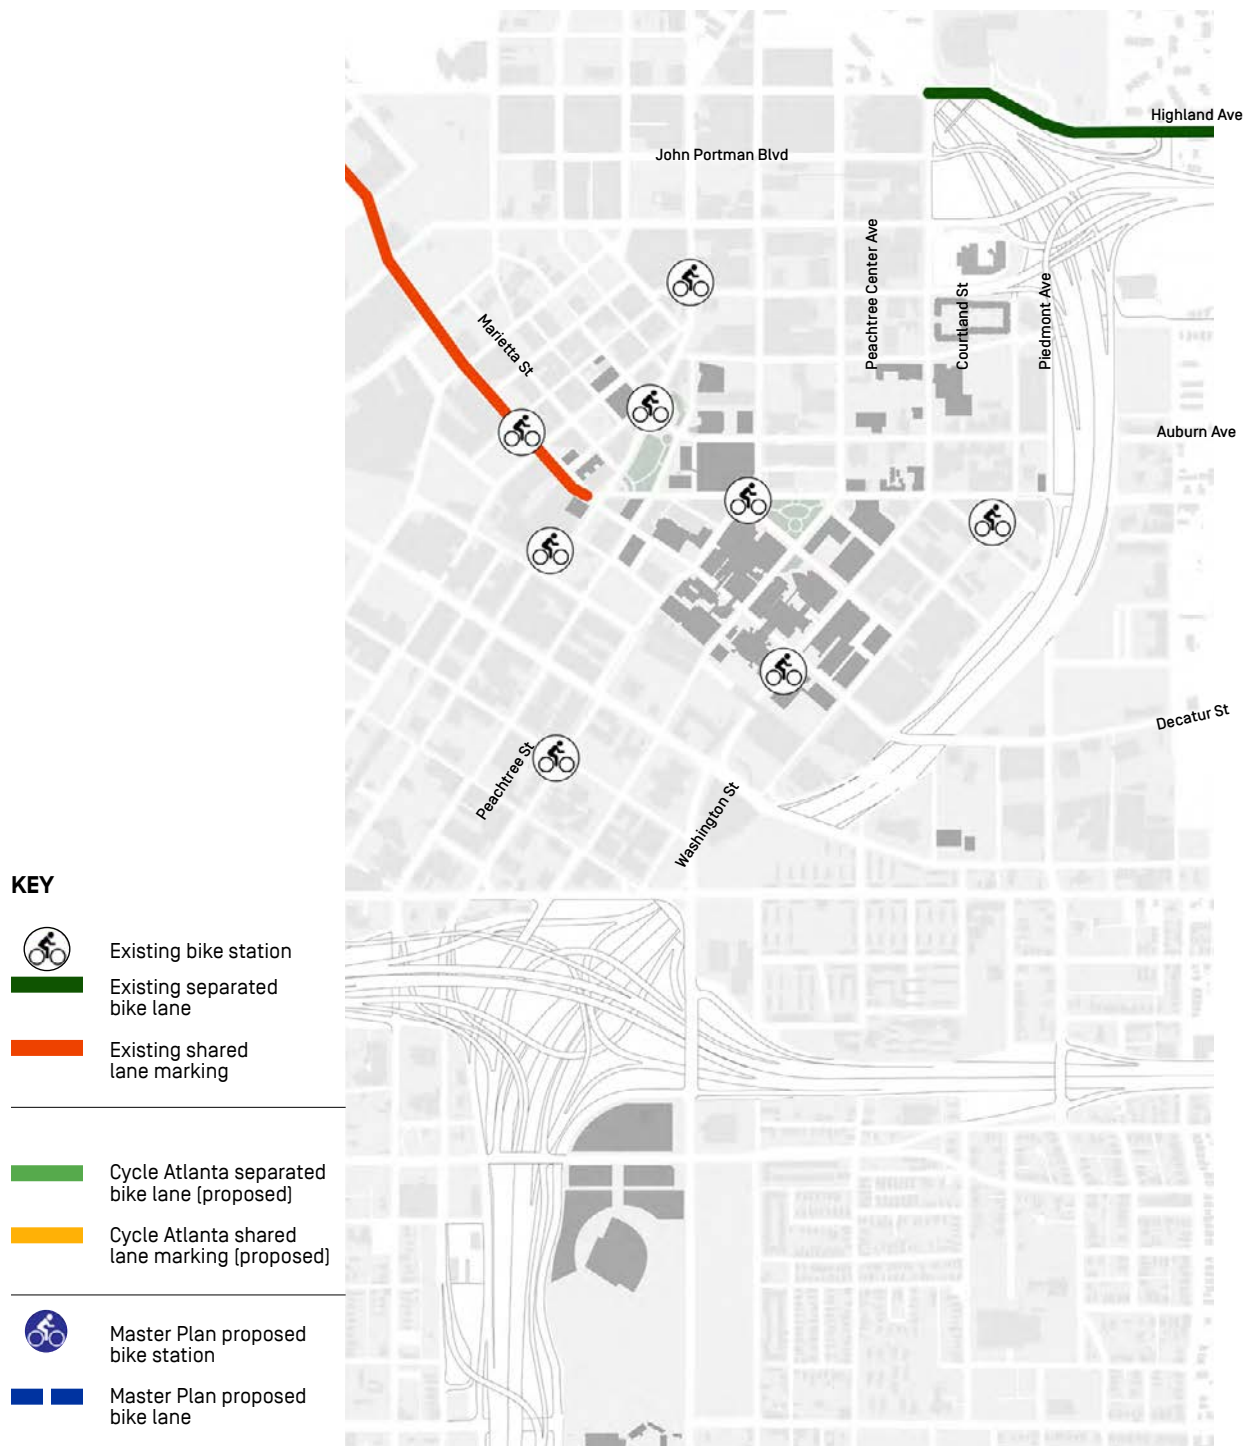 Highland Ave
John Portman Blvd
Peachtree Center Ave
Courtland St
Piedmont Ave
Marietta St
Auburn Ave
Decatur St
Peachtree St
Washington St
KEY
Existing bike station
Existing separated
bike lane
Existing shared
lane marking
Cycle Atlanta separated
bike lane (proposed)
Cycle Atlanta shared
lane marking (proposed)
Master Plan proposed
bike station
Master Plan proposed
bike lane